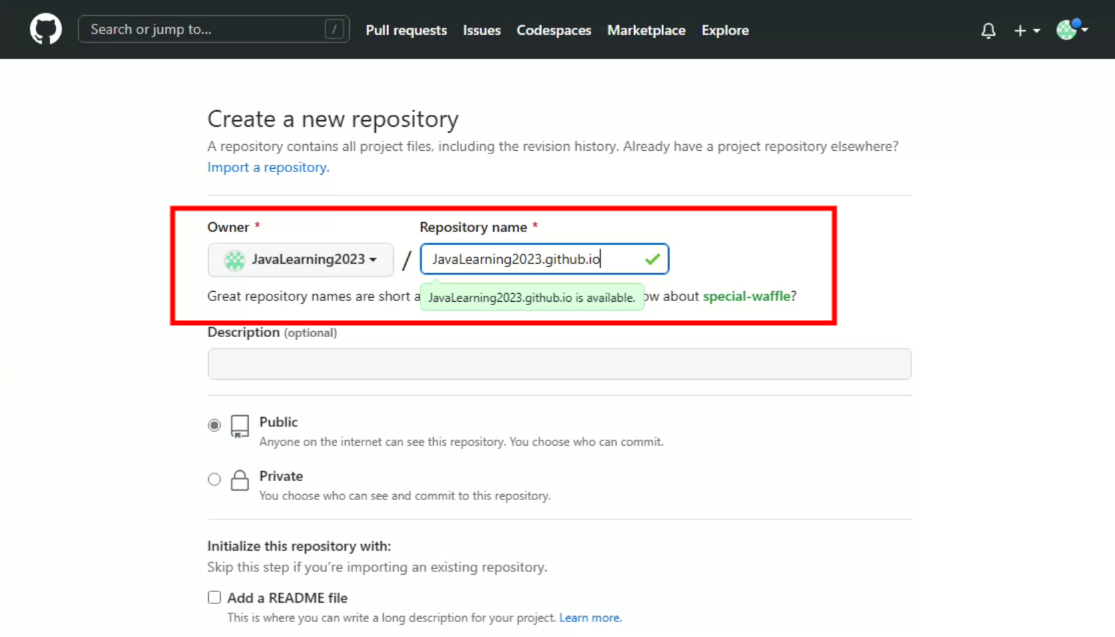 Search or jump to... /
Pull requests Issues Codespaces Marketplace Explore
Create a new repository
A repository contains all project files, including the revision history. Already have a project repository elsewhere?
Import a repository.
Owner * Repository name *
JavaLearning2023 / JavaLearning2023.github.io
Great repository names are short JavaLearning2023.github.io is available. about special-waffle?
Description (optional)
Public
Anyone on the internet can see this repository. You choose who can commit.
Private
You choose who can see and commit to this repository.
Initialize this repository with:
Skip this step if you're importing an existing repository.
Add a README file
This is where you can write a long description for your project. Learn more.